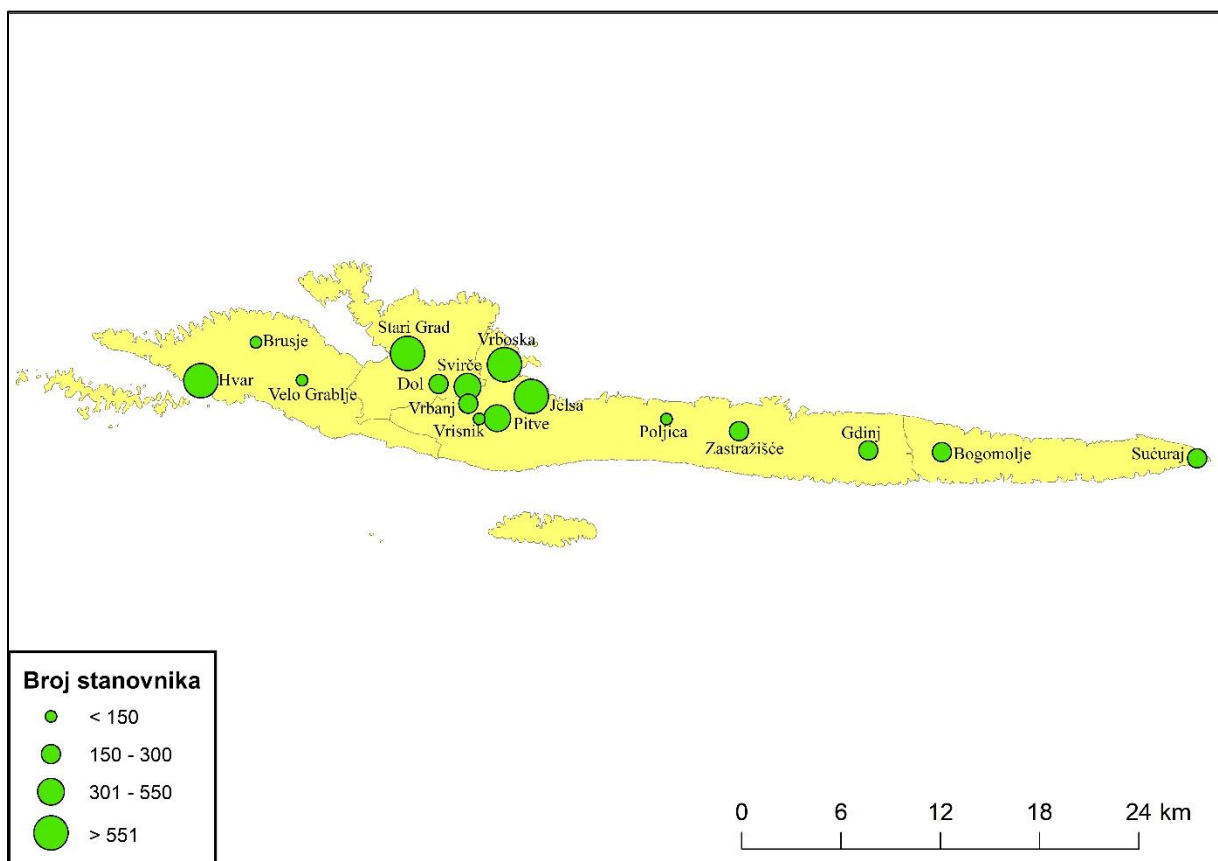 Stari Grad
Vrboska
Brusje
Svirče
Dol
Hvar
Velo Grablje
Jelsa
Vrbanj
Vrisnik
Pitve
Poljica
Zastražišće
Gdinj
Bogomolje
Sućuraj
Broj stanovnika
< 150
150 - 300
301 - 550
> 551
0 6 12 18 24 km